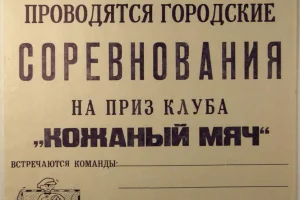 ПРОВОДЯТСЯ ГОРОДСКИЕ
СОРЕВНОВАНИЯ
НА ПРИЗ КЛУБА
„КОЖАНЫЙ МЯЧ“
ВСТРЕЧАЮТСЯ КОМАНДЫ: